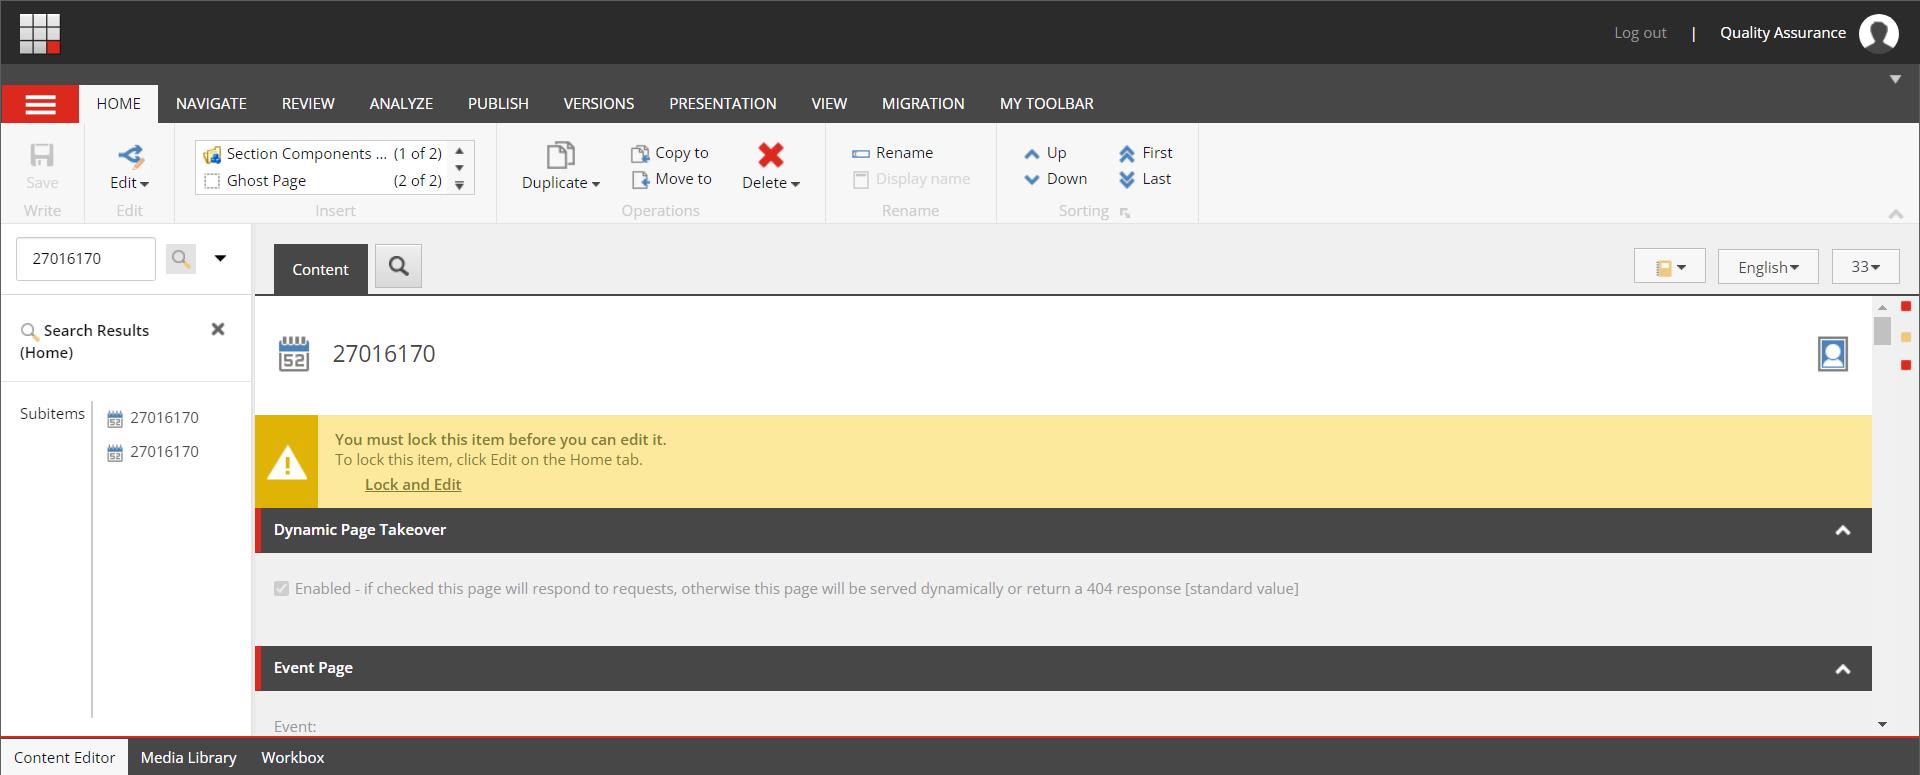 Log out | Quality Assurance
HOME NAVIGATE REVIEW ANALYZE PUBLISH VERSIONS PRESENTATION VIEW MIGRATION MY TOOLBAR
Save
Write
Edit
Edit
Section Components ... (1 of 2)
Ghost Page (2 of 2)
Insert
Duplicate
Copy to
Move to
Delete
Operations
Rename
Display name
Rename
Up
Down
First
Last
Sorting
27016170
Search Results
(Home)
Subitems
27016170
27016170
Content
English
33
52
27016170
You must lock this item before you can edit it.
To lock this item, click Edit on the Home tab.
Lock and Edit
Dynamic Page Takeover
Enabled - if checked this page will respond to requests, otherwise this page will be served dynamically or return a 404 response [standard value]
Event Page
Event:
Content Editor Media Library Workbox